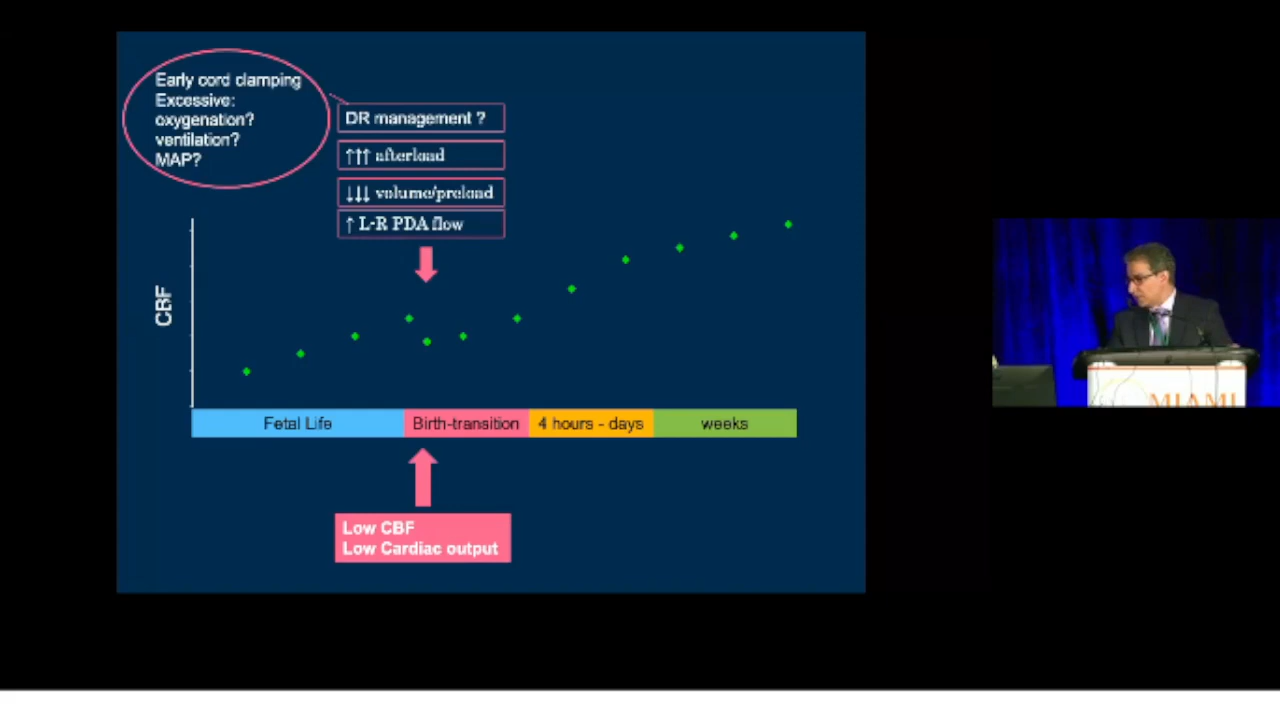 Early cord clamping
Excessive:
oxygenation?
ventilation?
MAP?
DR management ?
↑↑↑ afterload
↓↓↓ volume/preload
↑ L-R PDA flow
CBF
Fetal Life
Birth-transition
4 hours - days
weeks
Low CBF
Low Cardiac output
MIAMI